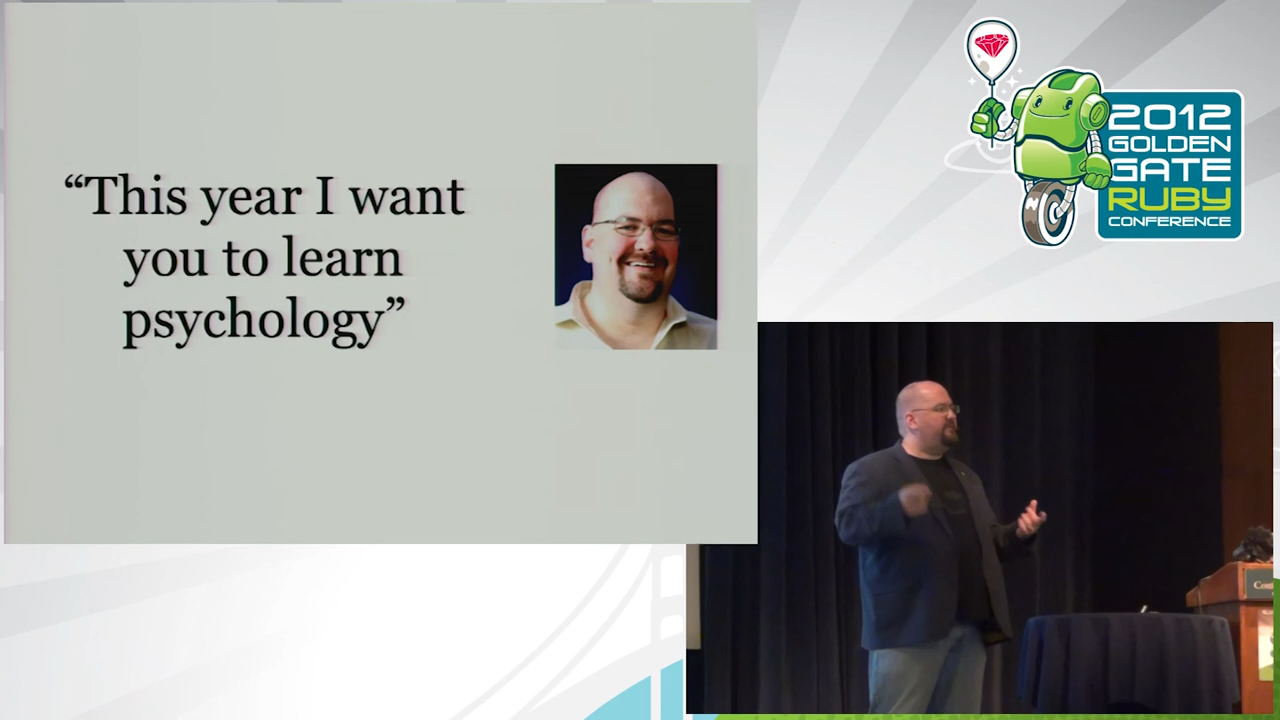 “This year I want
you to learn
psychology”
2012
GOLDEN
GATE
RUBY
CONFERENCE